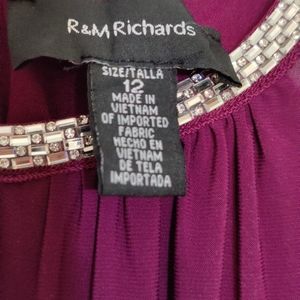 R&M Richards
SIZE/TALLA
12
MADE IN
VIETNAM
OF IMPORTED
FABRIC
HECHO EN
VIETNAM
DE TELA
IMPORTADA